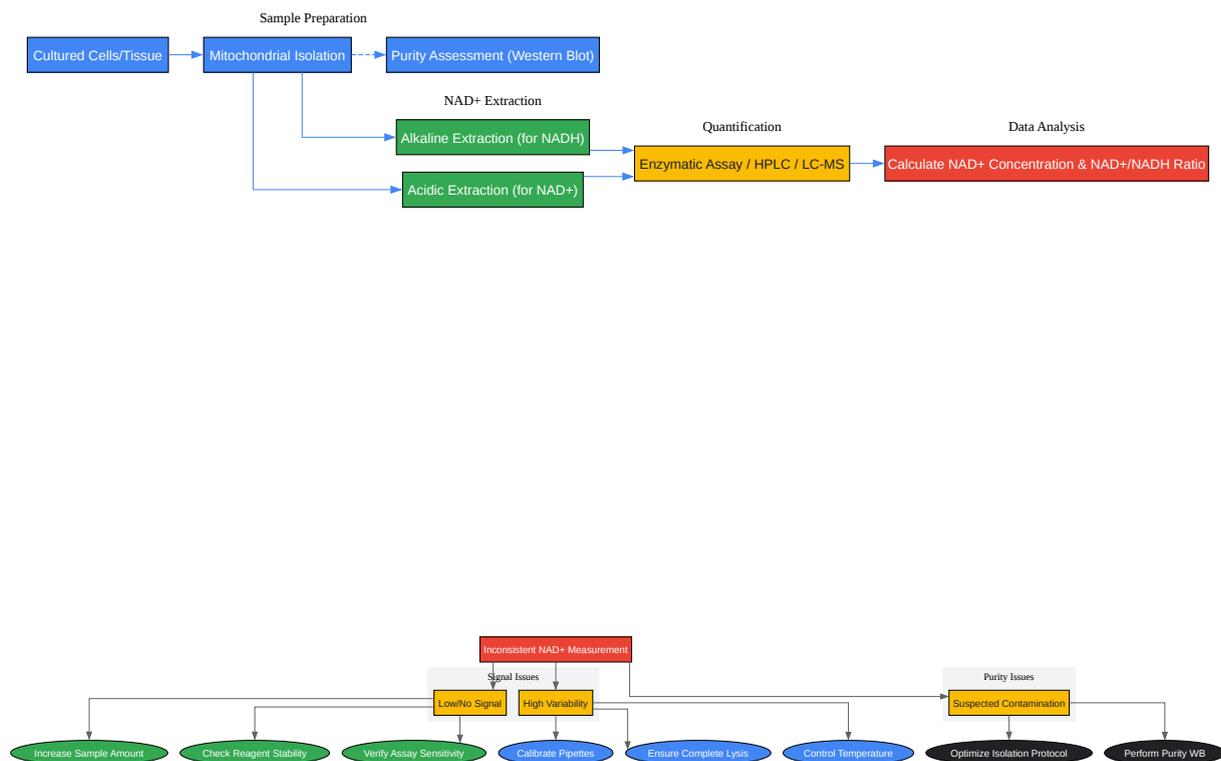 Sample Preparation
Cultured Cells/Tissue
Mitochondrial Isolation
Purity Assessment (Western Blot)
NAD+ Extraction
Alkaline Extraction (for NADH)
Acidic Extraction (for NAD+)
Quantification
Enzymatic Assay / HPLC / LC-MS
Data Analysis
Calculate NAD+ Concentration & NAD+/NADH Ratio
Inconsistent NAD+ Measurement
Signal Issues
Purity Issues
Low/No Signal
High Variability
Suspected Contamination
Increase Sample Amount
Check Reagent Stability
Verify Assay Sensitivity
Calibrate Pipettes
Ensure Complete Lysis
Control Temperature
Optimize Isolation Protocol
Perform Purity WB